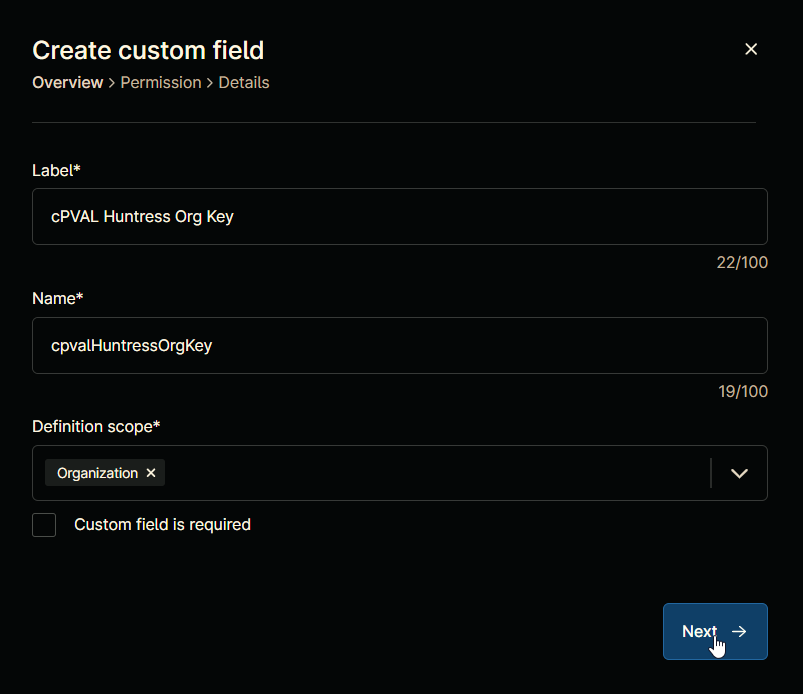 Create custom field
Overview > Permission > Details
Label*
cPVAL Huntress Org Key
22/100
Name*
cpvalHuntressOrgKey
19/100
Definition scope*
Organization
Custom field is required
Next